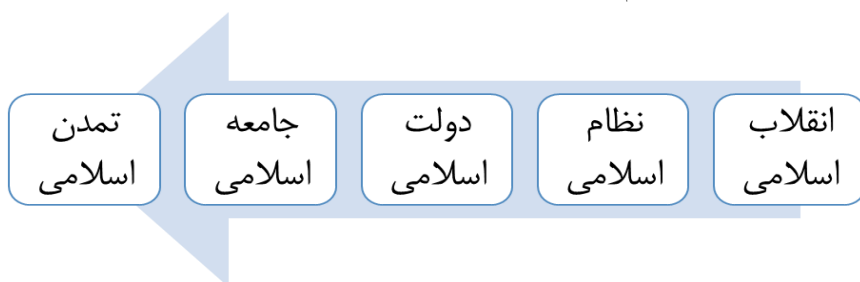 انقلاب
اسلامی
نظام
اسلامی
دولت
اسلامی
جامعه
اسلامی
تمدن
اسلامی